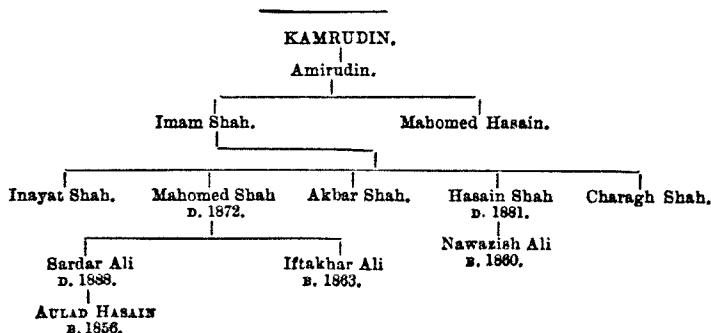 KAMRUDIN.
Amirudin.
Imam Shah. Mahomed Hasain.
Inayat Shah. Mahomed Shah Akbar Shah. Hasain Shah Charagh Shah.
D. 1872. D. 1881.
Nawazish Ali
Sardar Ali Iftakhar Ali B. 1860.
D. 1888. B. 1863.
AULAD HASAIN
B. 1856.